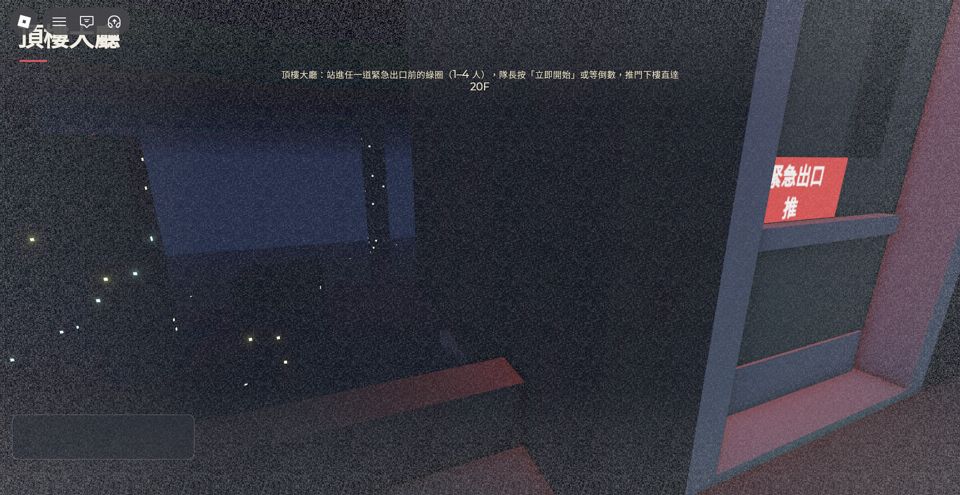 頂樓大廳
頂樓大廳：站進任一道緊急出口前的綠圈（1–4 人），隊長按「立即開始」或等倒數，推門下樓直達
20F
緊急出口
推